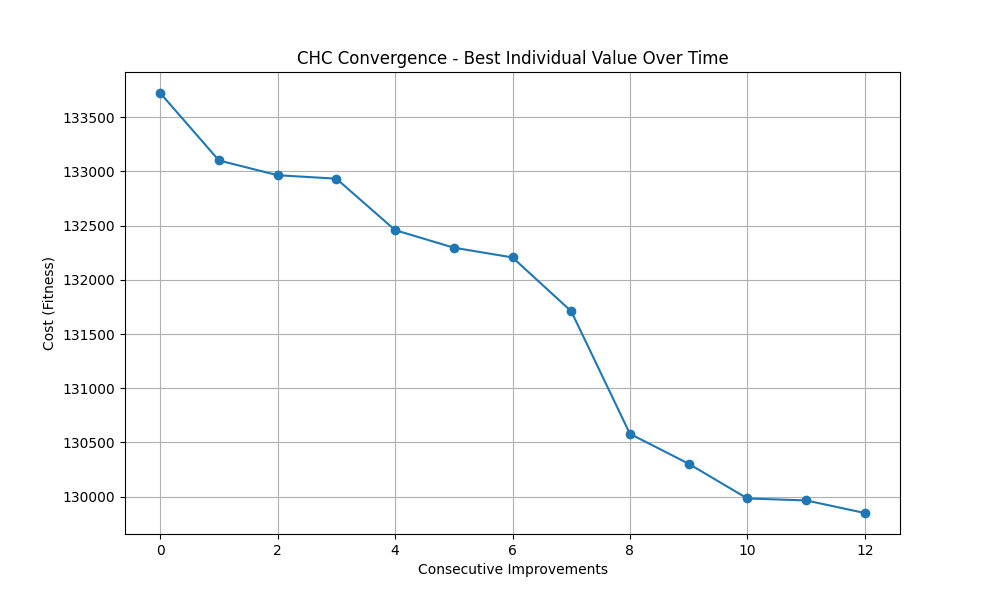 CHC Convergence - Best Individual Value Over Time
Cost (Fitness)
133500
133000
132500
132000
131500
131000
130500
130000
0 2 4 6 8 10 12
Consecutive Improvements